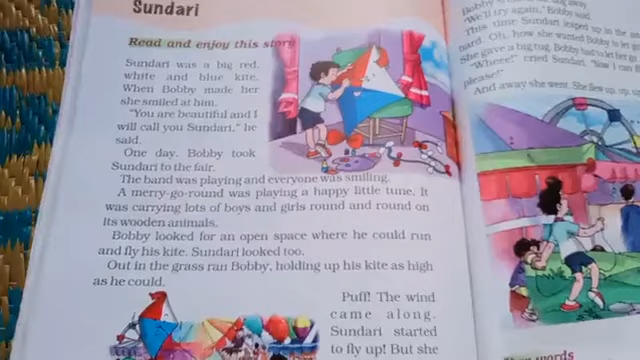 Sundari
Read and enjoy this story
Sundari was a big red,
white and blue kite.
When Bobby made her
she smiled at him.
"You are beautiful and I
will call you Sundari," he
said.
One day, Bobby took
Sundari to the fair.
The band was playing and everyone was smiling.
A merry-go-round was playing a happy little tune. It
was carrying lots of boys and girls round and round on
its wooden animals.
Bobby looked for an open space where he could run
and fly his kite. Sundari looked too.
Out in the grass ran Bobby, holding up his kite as high
as he could.
Puff! The wind
came along.
Sundari started
to fly up! But she
Bobby
"We'll try again," Bobby said.
This time Sundari leaped up in the
hard. Oh, how she wanted Bobby to let
She gave a big tug. Bobby had to let her go.
"Whee!" cried Sundari. "Now I can
please!"
And away she went. She flew up, up, up
words